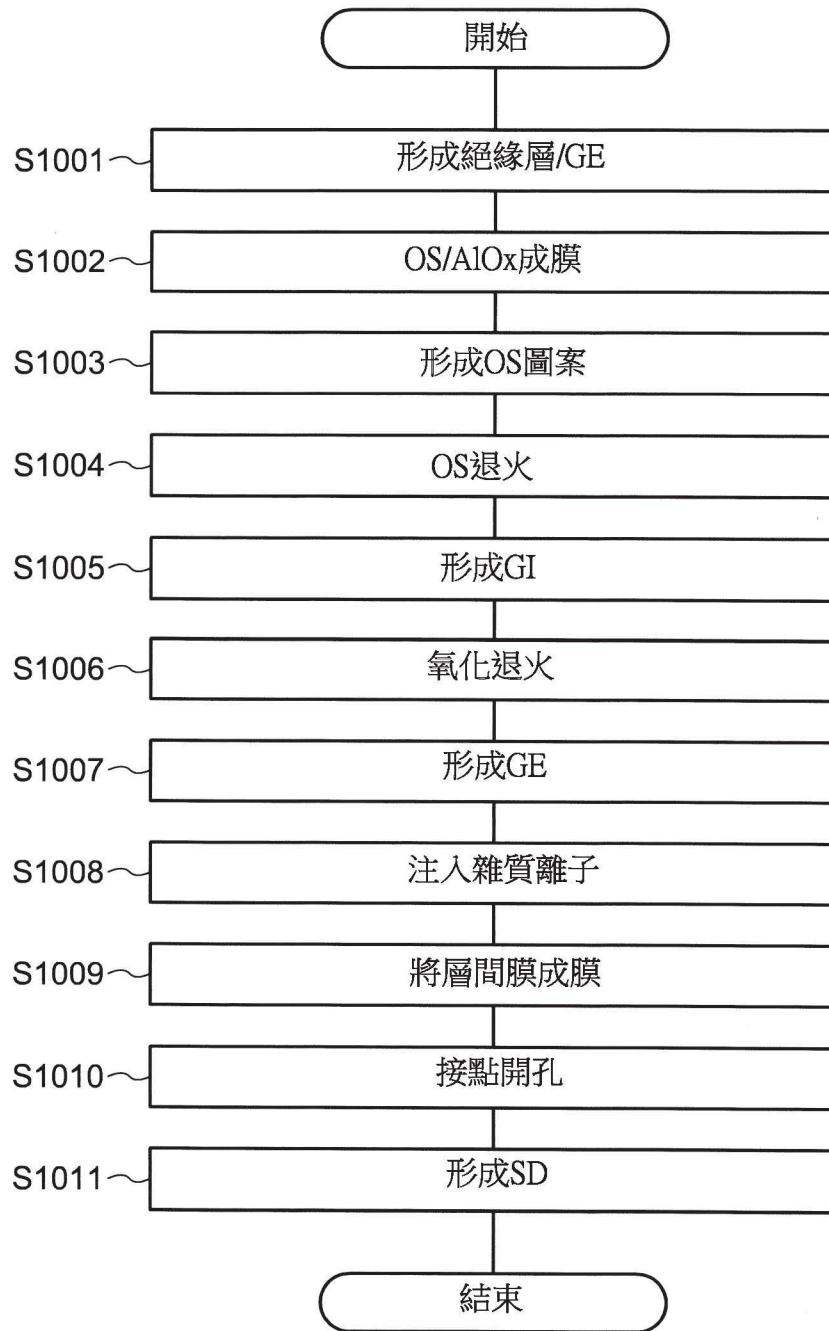 開始
S1001 形成絕緣層/GE
S1002 OS/AlOx成膜
S1003 形成OS圖案
S1004 OS退火
S1005 形成GI
S1006 氧化退火
S1007 形成GE
S1008 注入雜質離子
S1009 將層間膜成膜
S1010 接點開孔
S1011 形成SD
結束